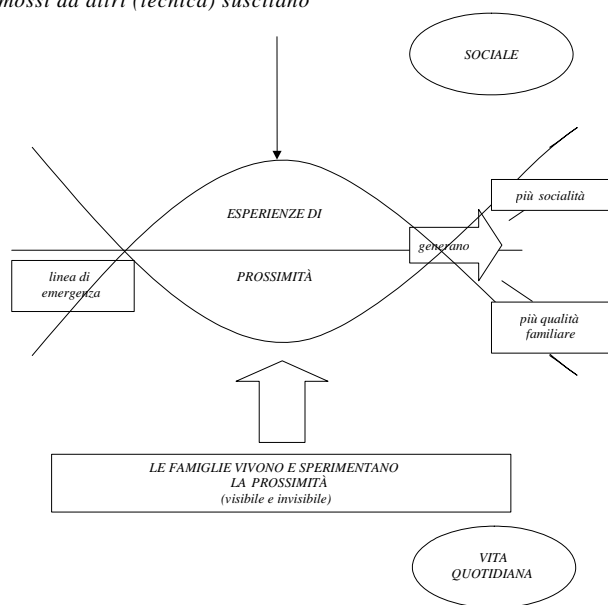 mossi da altri (tecnica) suscitano
SOCIALE
più socialità
ESPERIENZE DI
generano
linea di
emergenza
PROSSIMITÀ
più qualità
familiare
LE FAMIGLIE VIVONO E SPERIMENTANO
LA PROSSIMITÀ
(visibile e invisibile)
VITA
QUOTIDIANA